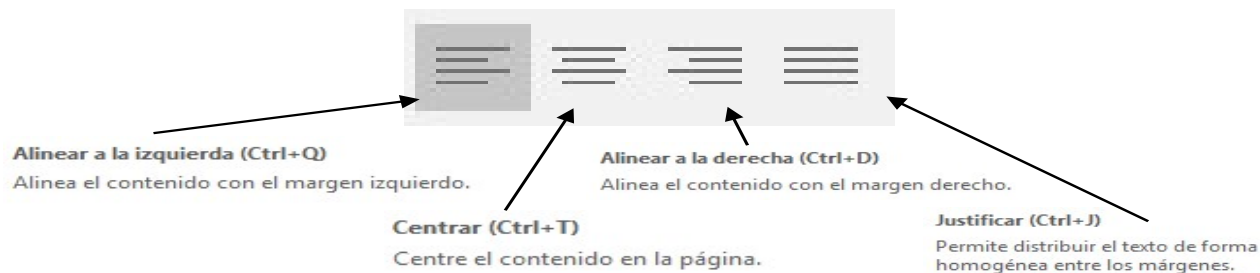 Alinear a la izquierda (Ctrl+Q)
Alinea el contenido con el margen izquierdo.
Centrar (Ctrl+T)
Centre el contenido en la página.
Alinear a la derecha (Ctrl+D)
Alinea el contenido con el margen derecho.
Justificar (Ctrl+J)
Permite distribuir el texto de forma
homogénea entre los márgenes.